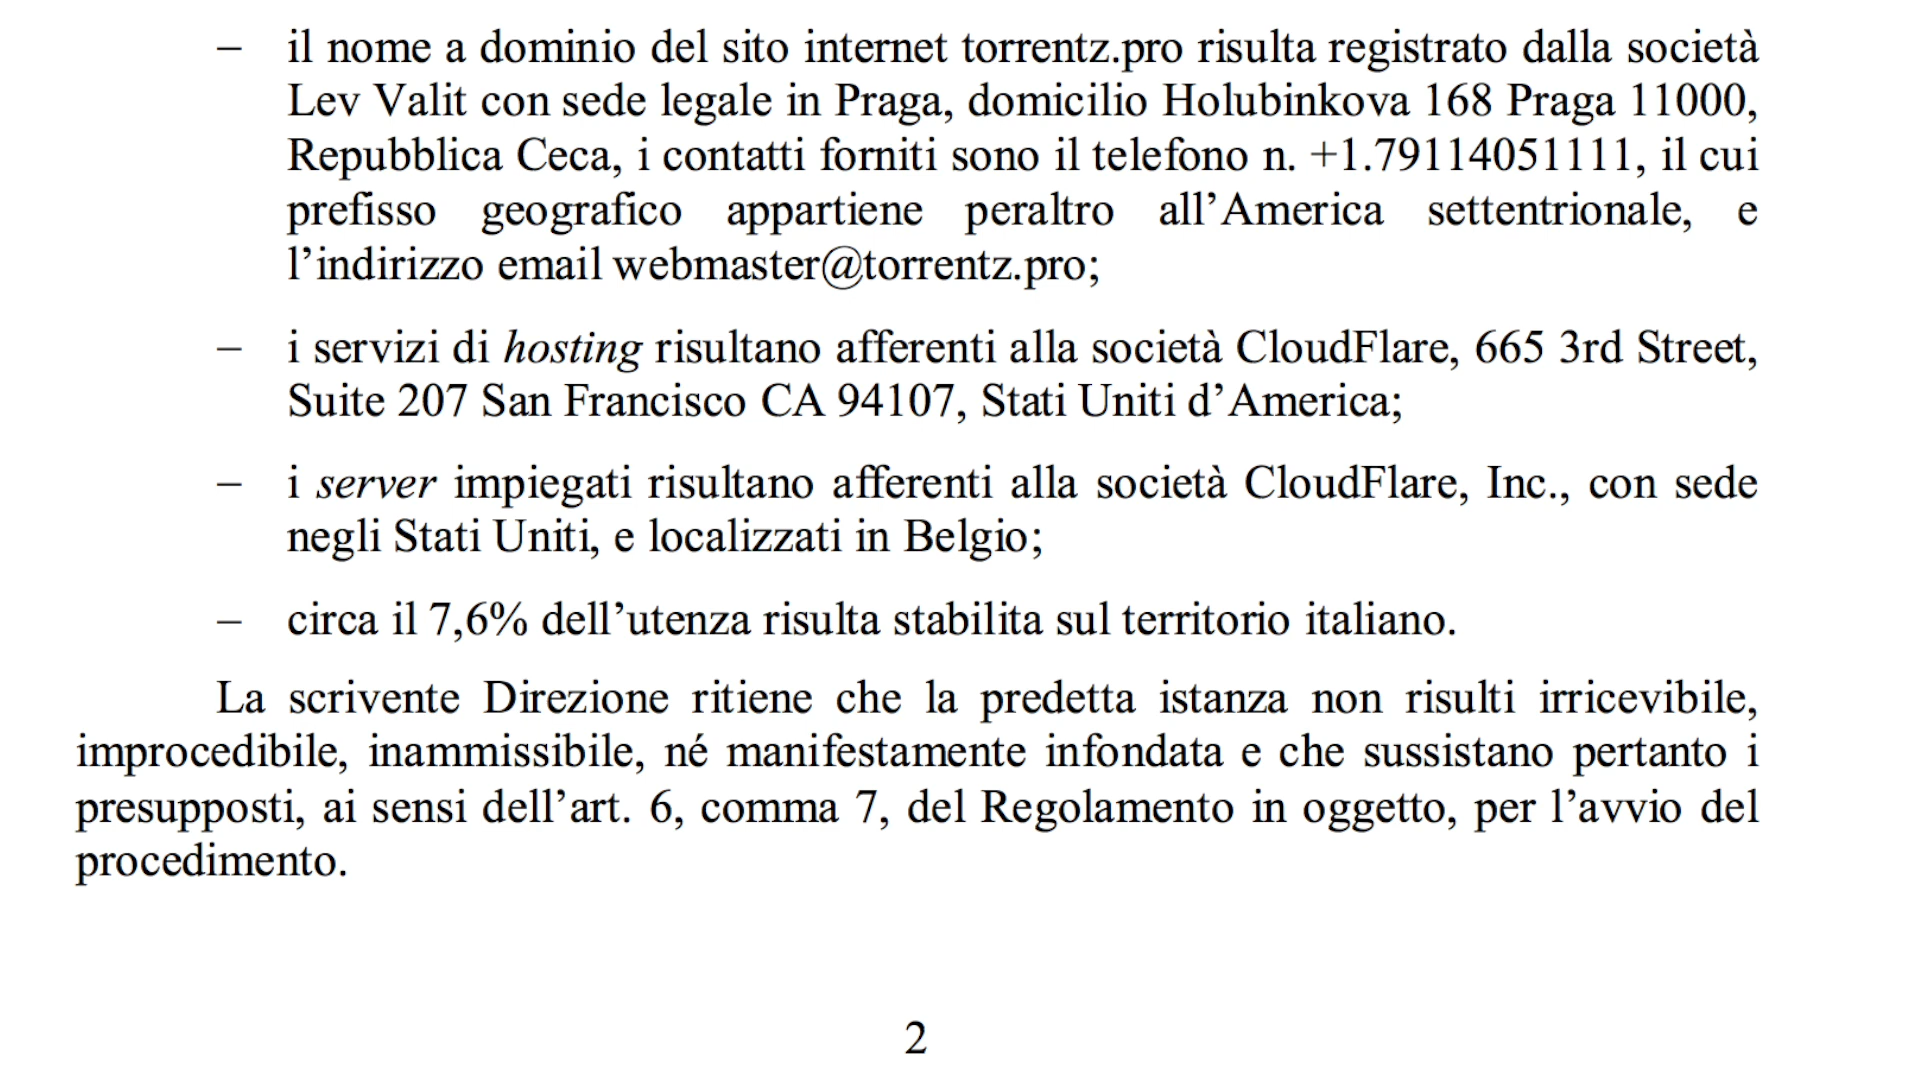 – il nome a dominio del sito internet torrentz.pro risulta registrato dalla società
Lev Valit con sede legale in Praga, domicilio Holubinkova 168 Praga 11000,
Repubblica Ceca, i contatti forniti sono il telefono n. +1.79114051111, il cui
prefisso geografico appartiene peraltro all’America settentrionale, e
l’indirizzo email webmaster@torrentz.pro;
– i servizi di hosting risultano afferenti alla società CloudFlare, 665 3rd Street,
Suite 207 San Francisco CA 94107, Stati Uniti d’America;
– i server impiegati risultano afferenti alla società CloudFlare, Inc., con sede
negli Stati Uniti, e localizzati in Belgio;
– circa il 7,6% dell’utenza risulta stabilita sul territorio italiano.
La scrivente Direzione ritiene che la predetta istanza non risulti irricevibile,
improcedibile, inammissibile, né manifestamente infondata e che sussistano pertanto i
presupposti, ai sensi dell’art. 6, comma 7, del Regolamento in oggetto, per l’avvio del
procedimento.
2